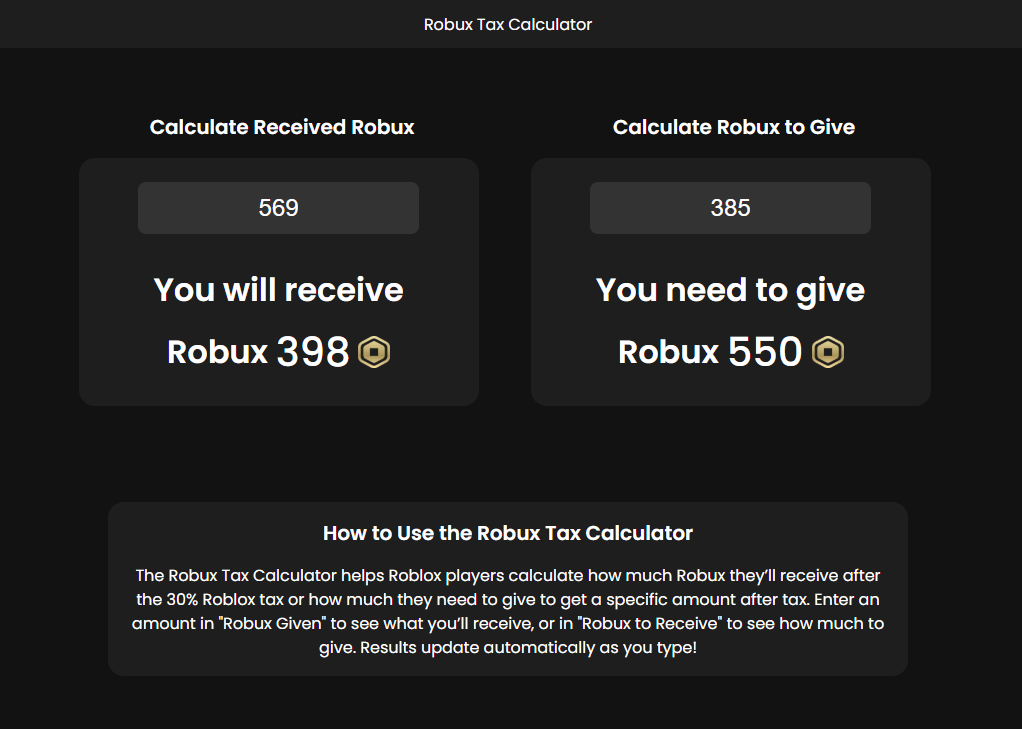 Robux Tax Calculator
Calculate Received Robux
569
You will receive
Robux 398
Calculate Robux to Give
385
You need to give
Robux 550
How to Use the Robux Tax Calculator
The Robux Tax Calculator helps Roblox players calculate how much Robux they’ll receive after
the 30% Roblox tax or how much they need to give to get a specific amount after tax. Enter an
amount in "Robux Given" to see what you’ll receive, or in "Robux to Receive" to see how much to
give. Results update automatically as you type!